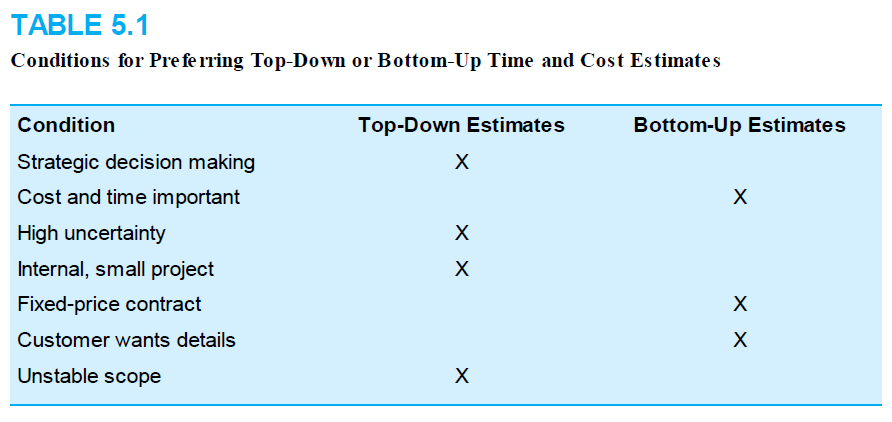 TABLE 5.1
Conditions for Preferring Top-Down or Bottom-Up Time and Cost Estimates
Condition Top-Down Estimates Bottom-Up Estimates
Strategic decision making X
Cost and time important X
High uncertainty X
Internal, small project X
Fixed-price contract X
Customer wants details X
Unstable scope X